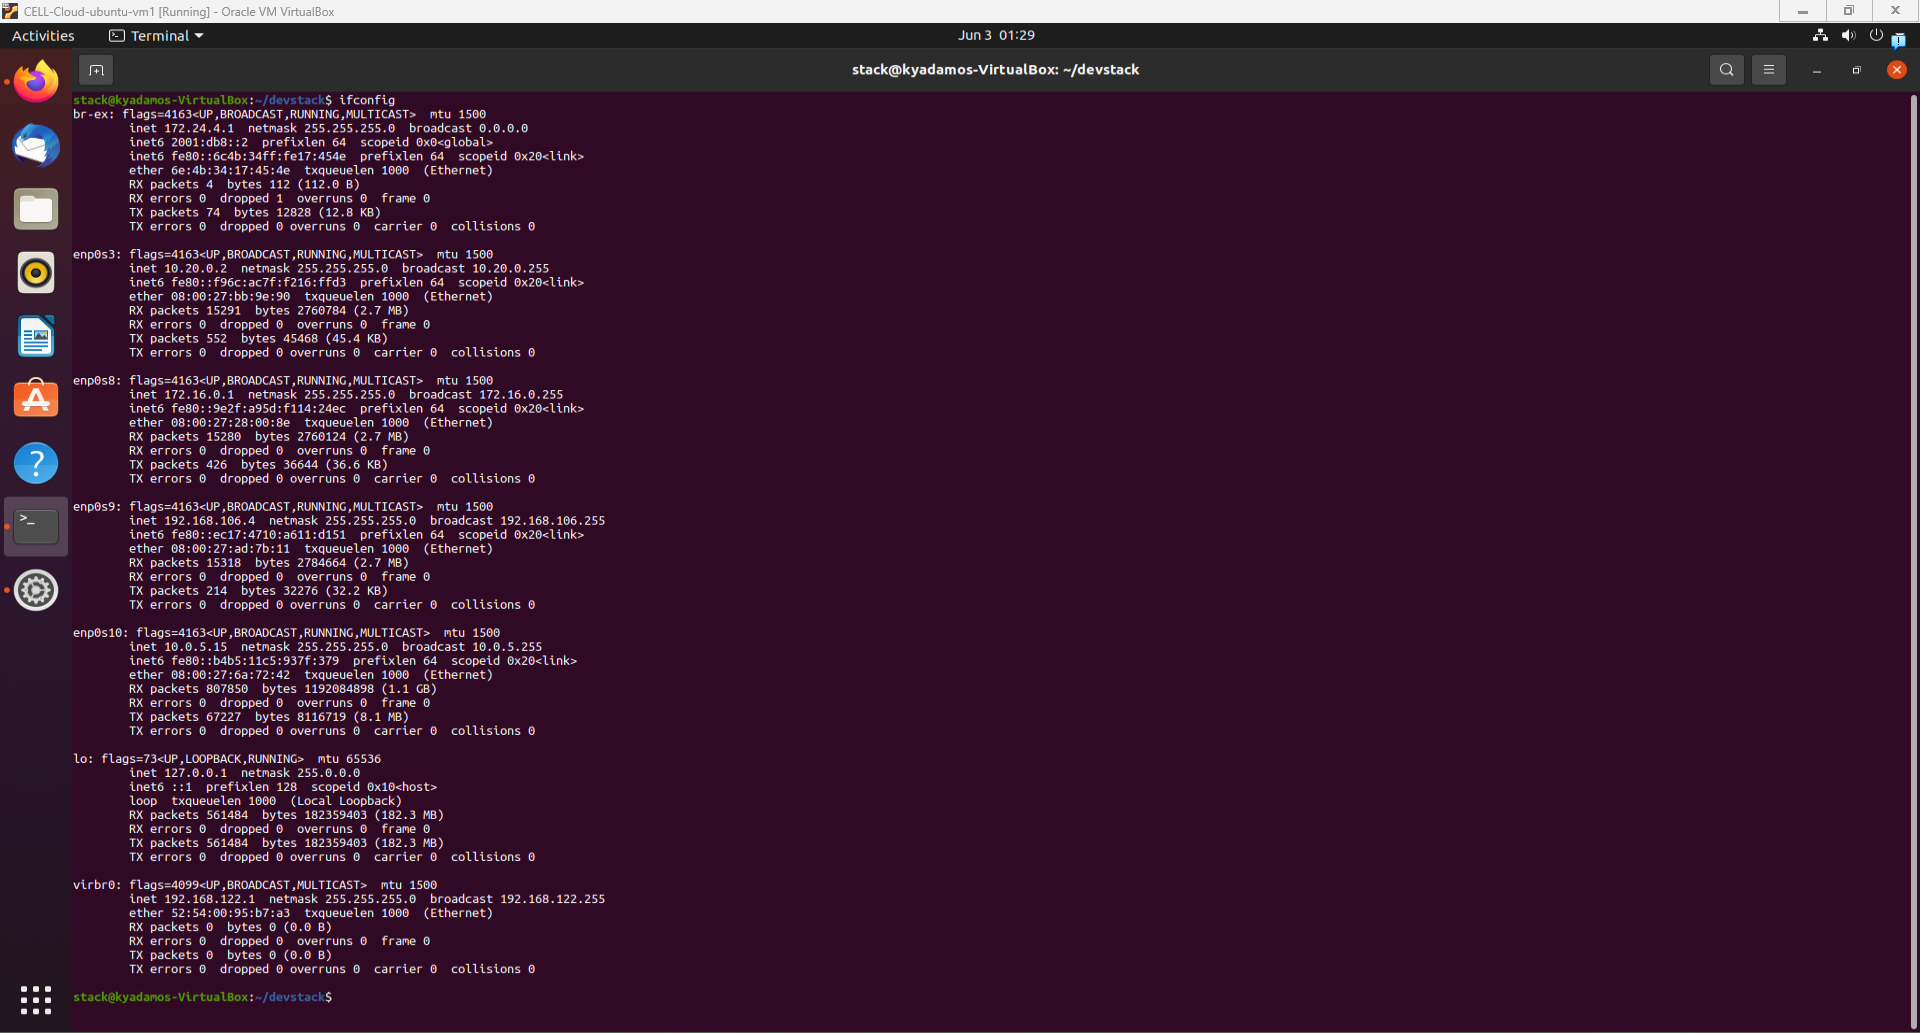 CELL-Cloud-ubuntu-vm1 [Running] - Oracle VM VirtualBox
Activities Terminal Jun 3 01:29
stack@kyadamos-VirtualBox: ~/devstack
stack@kyadamos-VirtualBox:~/devstack$ ifconfig
br-ex: flags=4163<UP,BROADCAST,RUNNING,MULTICAST> mtu 1500
inet 172.24.4.1 netmask 255.255.255.0 broadcast 0.0.0.0
inet6 2001:db8::2 prefixlen 64 scopeid 0x0<global>
inet6 fe80::6c4b:34ff:fe17:454e prefixlen 64 scopeid 0x20<link>
ether 6e:4b:34:17:45:4e txqueuelen 1000 (Ethernet)
RX packets 4 bytes 112 (112.0 B)
RX errors 0 dropped 1 overruns 0 frame 0
TX packets 74 bytes 12828 (12.8 KB)
TX errors 0 dropped 0 overruns 0 carrier 0 collisions 0
enp0s3: flags=4163<UP,BROADCAST,RUNNING,MULTICAST> mtu 1500
inet 10.20.0.2 netmask 255.255.255.0 broadcast 10.20.0.255
inet6 fe80::f96c:ac7f:f216:ffd3 prefixlen 64 scopeid 0x20<link>
ether 08:00:27:bb:9e:90 txqueuelen 1000 (Ethernet)
RX packets 15291 bytes 2760784 (2.7 MB)
RX errors 0 dropped 0 overruns 0 frame 0
TX packets 552 bytes 45468 (45.4 KB)
TX errors 0 dropped 0 overruns 0 carrier 0 collisions 0
enp0s8: flags=4163<UP,BROADCAST,RUNNING,MULTICAST> mtu 1500
inet 172.16.0.1 netmask 255.255.255.0 broadcast 172.16.0.255
inet6 fe80::9e2f:a95d:f114:24ec prefixlen 64 scopeid 0x20<link>
ether 08:00:27:28:00:8e txqueuelen 1000 (Ethernet)
RX packets 15280 bytes 2760124 (2.7 MB)
RX errors 0 dropped 0 overruns 0 frame 0
TX packets 426 bytes 36644 (36.6 KB)
TX errors 0 dropped 0 overruns 0 carrier 0 collisions 0
enp0s9: flags=4163<UP,BROADCAST,RUNNING,MULTICAST> mtu 1500
inet 192.168.106.4 netmask 255.255.255.0 broadcast 192.168.106.255
inet6 fe80::ec17:4710:a611:d151 prefixlen 64 scopeid 0x20<link>
ether 08:00:27:ad:7b:11 txqueuelen 1000 (Ethernet)
RX packets 15318 bytes 2784664 (2.7 MB)
RX errors 0 dropped 0 overruns 0 frame 0
TX packets 214 bytes 32276 (32.2 KB)
TX errors 0 dropped 0 overruns 0 carrier 0 collisions 0
enp0s10: flags=4163<UP,BROADCAST,RUNNING,MULTICAST> mtu 1500
inet 10.0.5.15 netmask 255.255.255.0 broadcast 10.0.5.255
inet6 fe80::b4b5:11c5:937f:379 prefixlen 64 scopeid 0x20<link>
ether 08:00:27:6a:72:42 txqueuelen 1000 (Ethernet)
RX packets 807850 bytes 1192084898 (1.1 GB)
RX errors 0 dropped 0 overruns 0 frame 0
TX packets 67227 bytes 8116719 (8.1 MB)
TX errors 0 dropped 0 overruns 0 carrier 0 collisions 0
lo: flags=73<UP,LOOPBACK,RUNNING> mtu 65536
inet 127.0.0.1 netmask 255.0.0.0
inet6 ::1 prefixlen 128 scopeid 0x10<host>
loop txqueuelen 1000 (Local Loopback)
RX packets 561484 bytes 182359403 (182.3 MB)
RX errors 0 dropped 0 overruns 0 frame 0
TX packets 561484 bytes 182359403 (182.3 MB)
TX errors 0 dropped 0 overruns 0 carrier 0 collisions 0
virbr0: flags=4099<UP,BROADCAST,MULTICAST> mtu 1500
inet 192.168.122.1 netmask 255.255.255.0 broadcast 192.168.122.255
ether 52:54:00:95:b7:a3 txqueuelen 1000 (Ethernet)
RX packets 0 bytes 0 (0.0 B)
RX errors 0 dropped 0 overruns 0 frame 0
TX packets 0 bytes 0 (0.0 B)
TX errors 0 dropped 0 overruns 0 carrier 0 collisions 0
stack@kyadamos-VirtualBox:~/devstack$